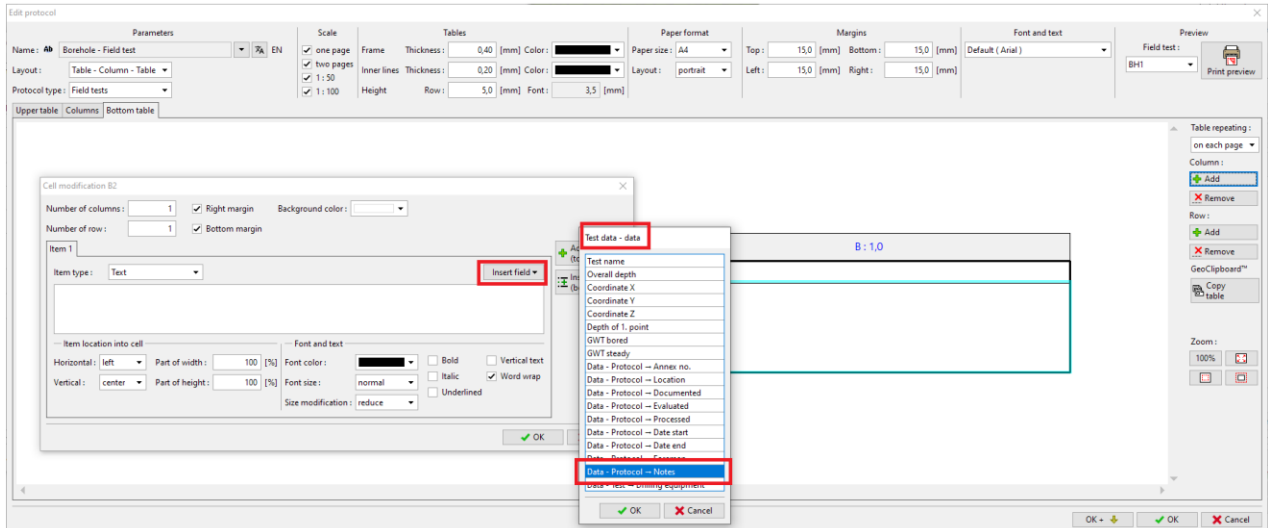 Edit protocol
Parameters Scale Tables Paper format Margins Font and text Preview
Name : Ab Borehole - Field test EN one page Frame Thickness : 0,40 [mm] Color : Paper size : A4 Top : 15,0 [mm] Bottom : 15,0 [mm] Default ( Arial ) Field test :
two pages BH1 Print preview
Layout : Table - Column - Table 1 : 50 Inner lines Thickness : 0,20 [mm] Color : Layout : portrait Left : 15,0 [mm] Right : 15,0 [mm]
Protocol type : Field tests 1 : 100 Height Row : 5,0 [mm] Font : 3,5 [mm]
Upper table Columns Bottom table
Table repeating :
on each page
Column :
Add
Remove
Row :
Add
Remove
GeoClipboard™
Copy
table
Zoom :
100%
B : 1,0
Cell modification B2
Number of columns : 1 Right margin Background color :
Number of row : 1 Bottom margin
Item 1
Item type : Text Insert field
Item location into cell Font and text
Horizontal : left Part of width : 100 [%] Font color : Bold Vertical text
Vertical : center Part of height : 100 [%] Font size : normal Italic Word wrap
Underlined
Size modification : reduce
OK
Test data - data
Test name
Overall depth
Coordinate X
Coordinate Y
Coordinate Z
Depth of 1. point
GWT bored
GWT steady
Data - Protocol → Annex no.
Data - Protocol → Location
Data - Protocol → Documented
Data - Protocol → Evaluated
Data - Protocol → Processed
Data - Protocol → Date start
Data - Protocol → Date end
Data - Protocol → Foreman
Data - Protocol → Notes
Data - Test → Drilling equipment
OK Cancel
OK + OK Cancel